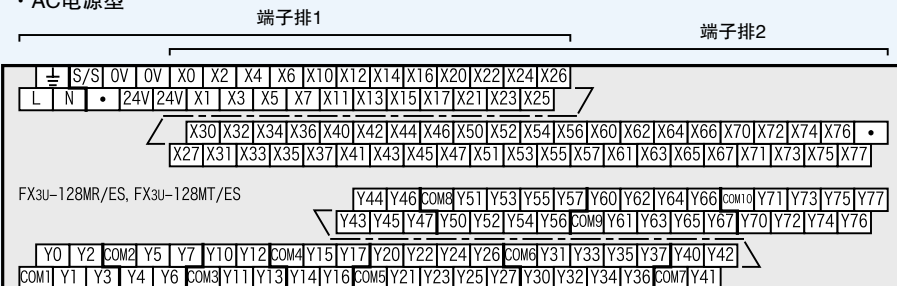 · AC电源型
端子排1
端子排2
S/S 0V 0V X0 X2 X4 X6 X10 X12 X14 X16 X20 X22 X24 X26
L N • 24V 24V X1 X3 X5 X7 X11 X13 X15 X17 X21 X23 X25
X30 X32 X34 X36 X40 X42 X44 X46 X50 X52 X54 X56 X60 X62 X64 X66 X70 X72 X74 X76 •
X27 X31 X33 X35 X37 X41 X43 X45 X47 X51 X53 X55 X57 X61 X63 X65 X67 X71 X73 X75 X77
FX3U-128MR/ES, FX3U-128MT/ES
Y44 Y46 COM8 Y51 Y53 Y55 Y57 Y60 Y62 Y64 Y66 COM10 Y71 Y73 Y75 Y77
Y43 Y45 Y47 Y50 Y52 Y54 Y56 COM9 Y61 Y63 Y65 Y67 Y70 Y72 Y74 Y76
Y0 Y2 COM2 Y5 Y7 Y10 Y12 COM4 Y15 Y17 Y20 Y22 Y24 Y26 COM6 Y31 Y33 Y35 Y37 Y40 Y42
COM1 Y1 Y3 Y4 Y6 COM3 Y11 Y13 Y14 Y16 COM5 Y21 Y23 Y25 Y27 Y30 Y32 Y34 Y36 COM7 Y41